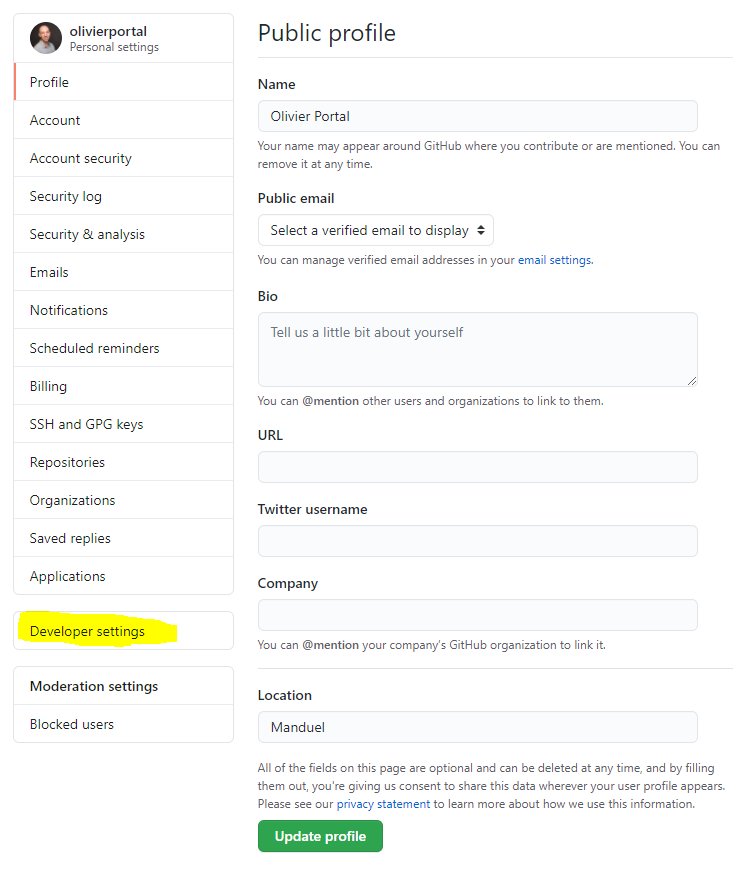 olivierportal
Personal settings
Profile
Account
Account security
Security log
Security & analysis
Emails
Notifications
Scheduled reminders
Billing
SSH and GPG keys
Repositories
Organizations
Saved replies
Applications
Developer settings
Moderation settings
Blocked users
Public profile
Name
Olivier Portal
Your name may appear around GitHub where you contribute or are mentioned. You can
remove it at any time.
Public email
Select a verified email to display
You can manage verified email addresses in your email settings.
Bio
Tell us a little bit about yourself
You can @mention other users and organizations to link to them.
URL
Twitter username
Company
You can @mention your company's GitHub organization to link it.
Location
Manduel
All of the fields on this page are optional and can be deleted at any time, and by filling
them out, you're giving us consent to share this data wherever your user profile appears.
Please see our privacy statement to learn more about how we use this information.
Update profile